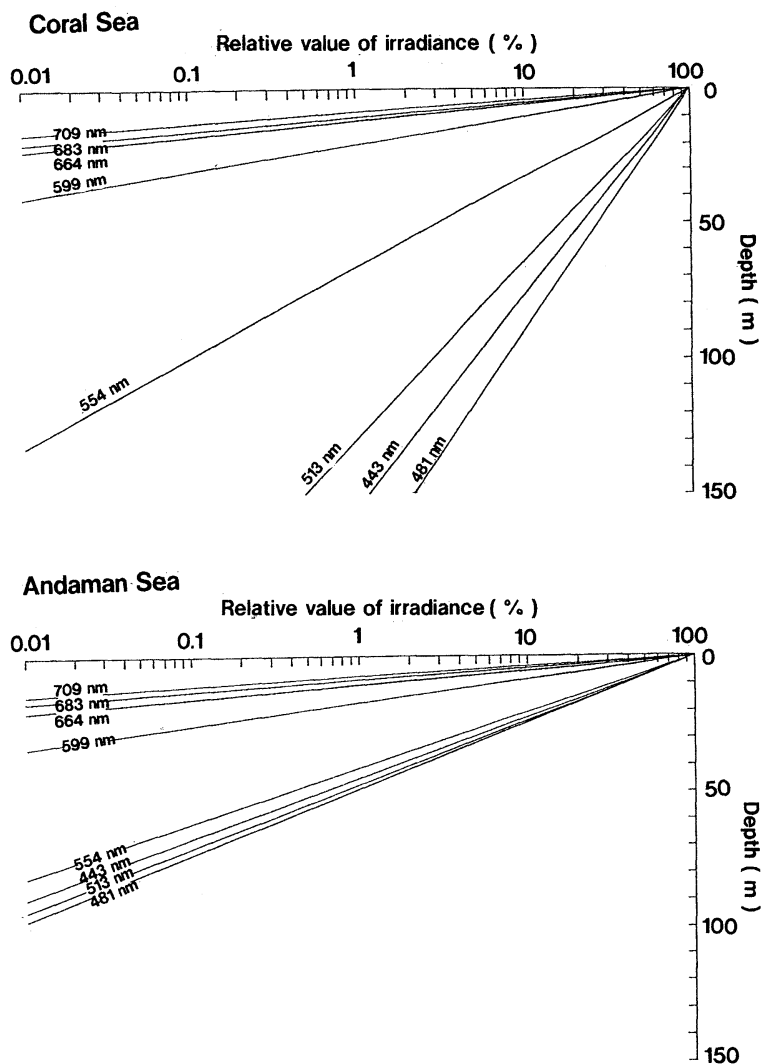 Coral Sea
Relative value of irradiance ( % )
0.01 0.1 1 10 100
0
709 nm
683 nm
664 nm
599 nm
50
Depth ( m )
100
554 nm
513 nm
443 nm
481 nm
150
Andaman Sea
Relative value of irradiance ( % )
0.01 0.1 1 10 100
0
709 nm
683 nm
664 nm
599 nm
50
Depth ( m )
554 nm
443 nm
513 nm
481 nm
100
150